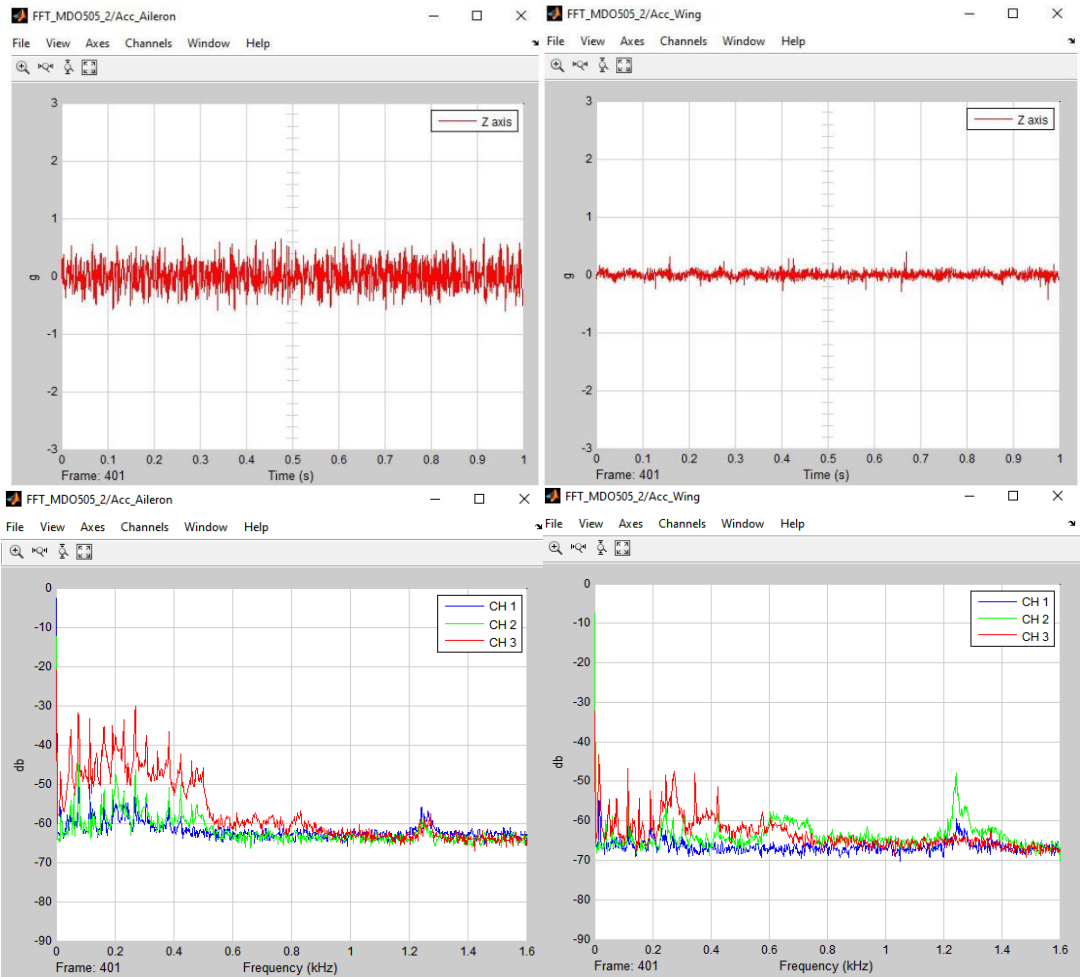 FFT_MDO505_2/Acc_Aileron
File View Axes Channels Window Help
Z axis
3
2
1
0
-1
-2
-3
g
0 0.1 0.2 0.3 0.4 0.5 0.6 0.7 0.8 0.9 1
Frame: 401 Time (s)
FFT_MDO505_2/Acc_Wing
File View Axes Channels Window Help
Z axis
3
2
1
0
-1
-2
-3
g
0 0.1 0.2 0.3 0.4 0.5 0.6 0.7 0.8 0.9 1
Frame: 401 Time (s)
FFT_MDO505_2/Acc_Aileron
File View Axes Channels Window Help
CH 1
CH 2
CH 3
0
-10
-20
-30
-40
-50
-60
-70
-80
-90
db
0 0.2 0.4 0.6 0.8 1 1.2 1.4 1.6
Frame: 401 Frequency (kHz)
FFT_MDO505_2/Acc_Wing
File View Axes Channels Window Help
CH 1
CH 2
CH 3
0
-10
-20
-30
-40
-50
-60
-70
-80
-90
db
0 0.2 0.4 0.6 0.8 1 1.2 1.4 1.6
Frame: 401 Frequency (kHz)